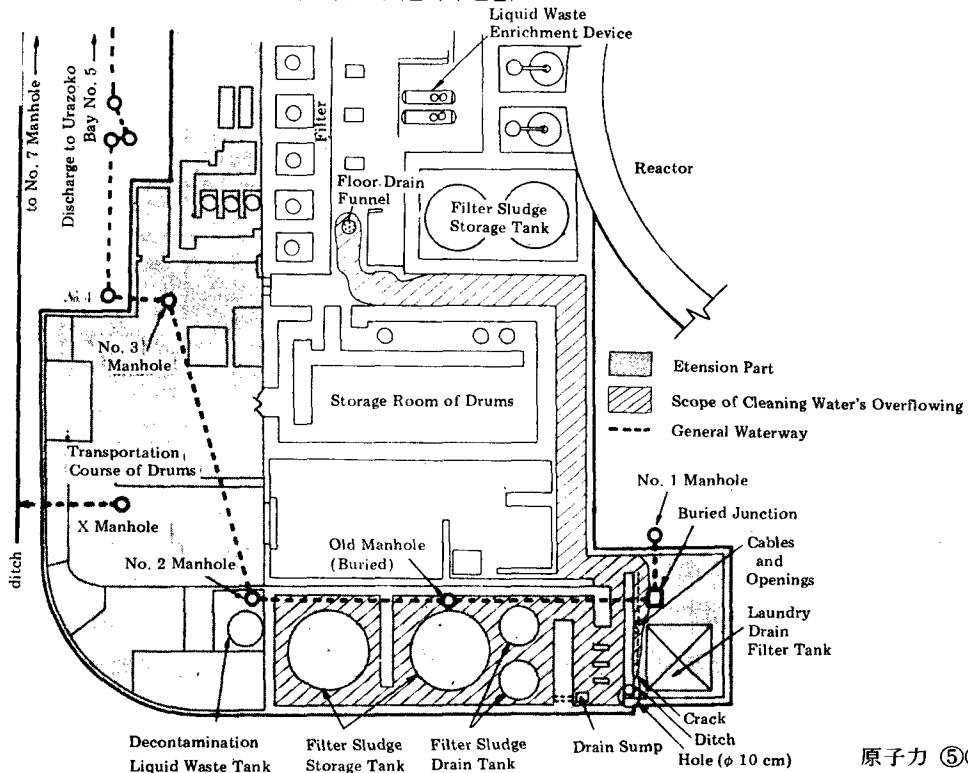 Liquid Waste
Enrichment Device
to No. 7 Manhole
Discharge to Urazoko
Bay No. 5
Filter
Reactor
Floor Drain
Funnel
Filter Sludge
Storage Tank
No. 4
No. 3
Manhole
Etension Part
Scope of Cleaning Water's Overflowing
General Waterway
Storage Room of Drums
Transportation
Course of Drums
No. 1 Manhole
Buried Junction
Cables
and
Openings
X Manhole
Old Manhole
(Buried)
No. 2 Manhole
ditch
Laundry
Drain
Filter Tank
Crack
Ditch
Hole (φ 10 cm)
Decontamination
Liquid Waste Tank
Filter Sludge
Storage Tank
Filter Sludge
Drain Tank
Drain Sump
原子力 ⑤